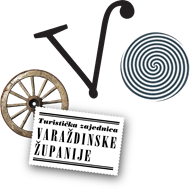 V
Turistička zajednica
VARAŽDINSKE
ŽUPANIJE